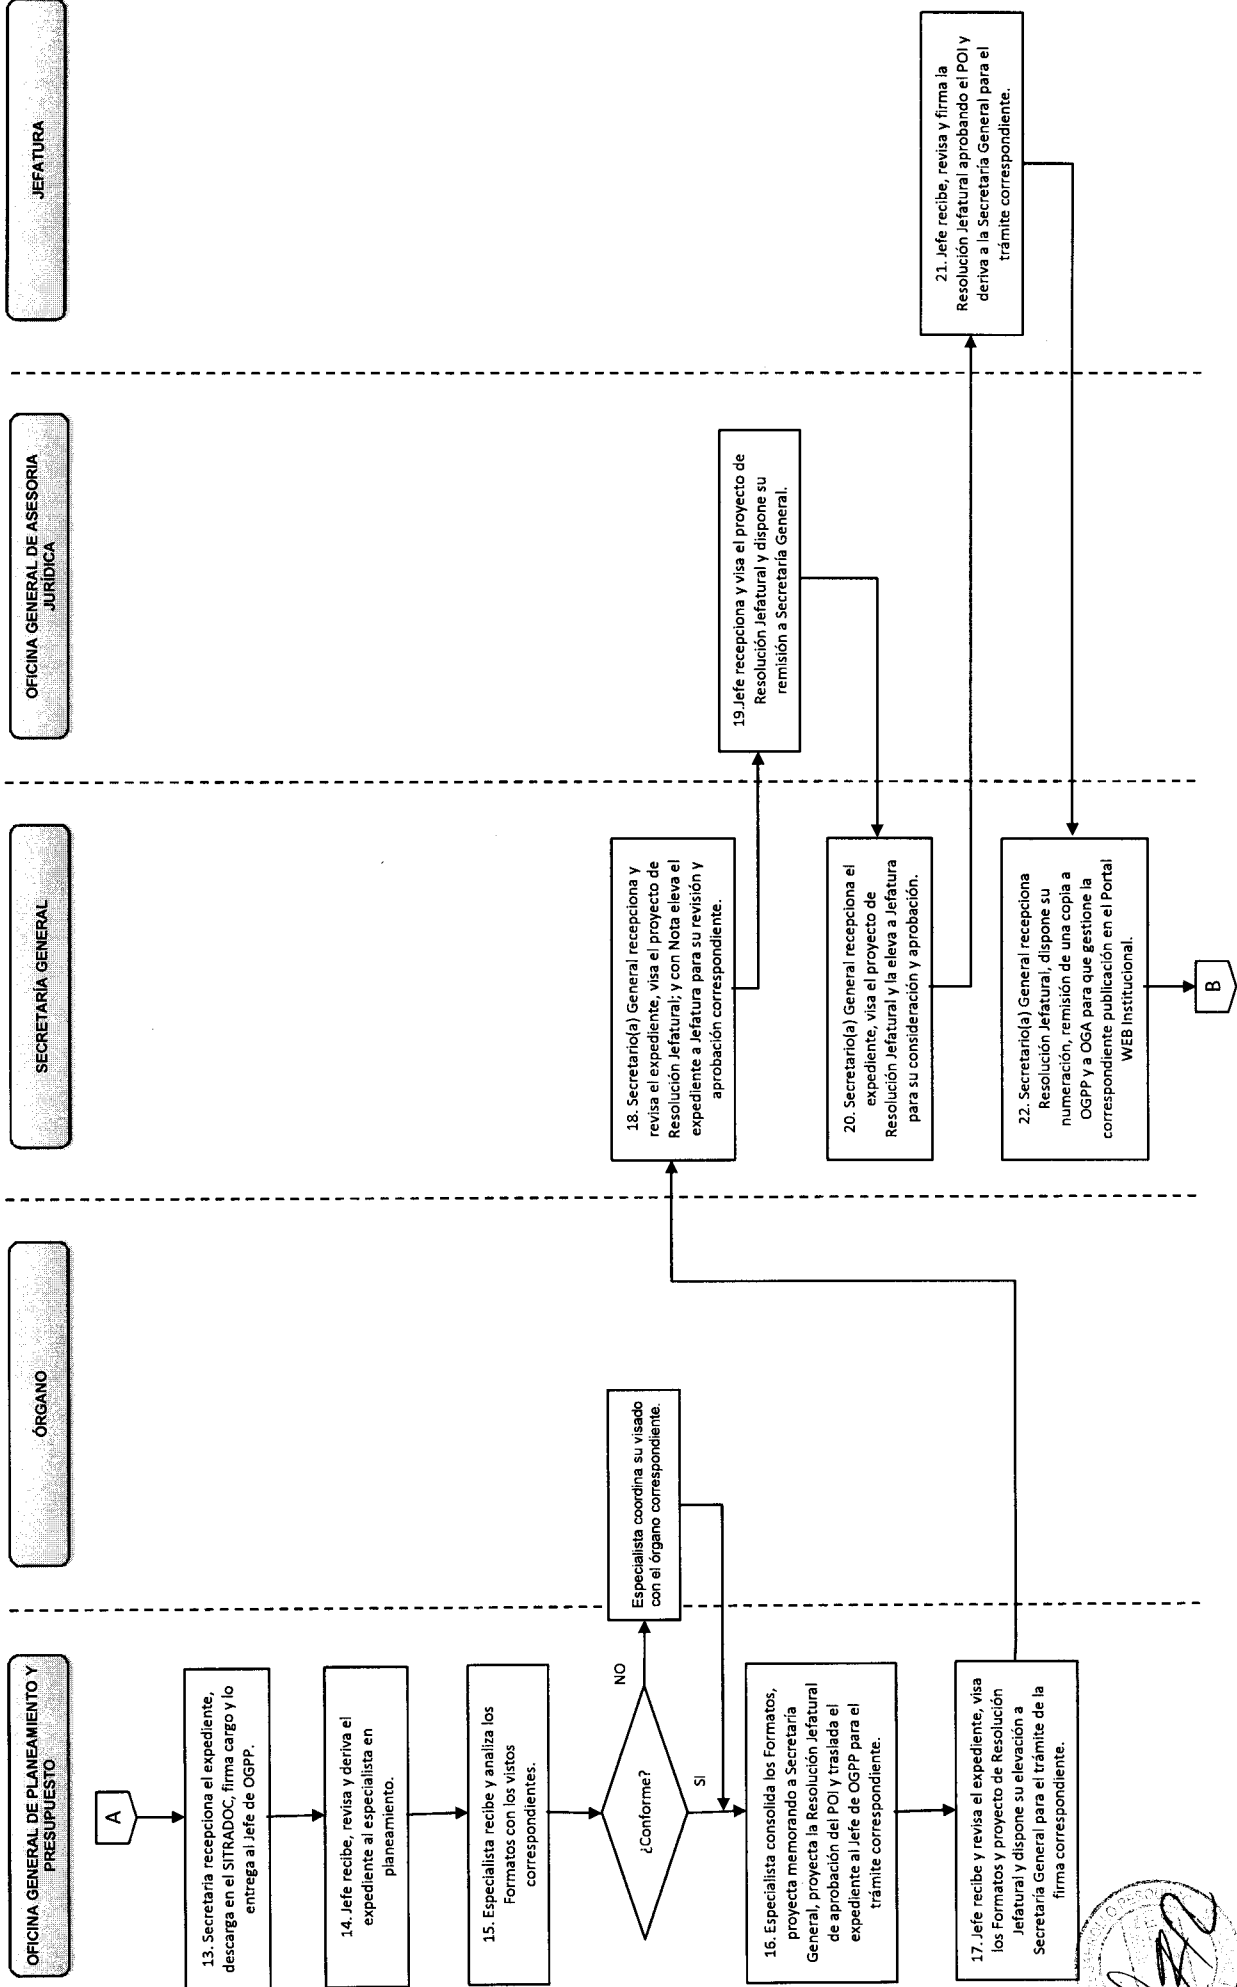 OFICINA GENERAL DE PLANEAMIENTO Y
PRESUPUESTO
ÓRGANO
SECRETARÍA GENERAL
OFICINA GENERAL DE ASESORIA
JURÍDICA
JEFATURA
A
13. Secretaria recepciona el expediente,
descarga en el SITRADOC, firma cargo y lo
entrega al Jefe de OGPP.
14. Jefe recibe, revisa y deriva el
expediente al especialista en
planeamiento.
15. Especialista recibe y analiza los
Formatos con los vistos
correspondientes.
¿Conforme?
NO
SI
Especialista coordina su visado
con el órgano correspondiente.
16. Especialista consolida los Formatos,
proyecta memorando a Secretaría
General, proyecta la Resolución Jefatural
de aprobación del POI y traslada el
expediente al Jefe de OGPP para el
trámite correspondiente.
17. Jefe recibe y revisa el expediente, visa
los Formatos y proyecto de Resolución
Jefatural y dispone su elevación a
Secretaría General para el trámite de la
firma correspondiente.
18. Secretario(a) General recepciona y
revisa el expediente, visa el proyecto de
Resolución Jefatural; y con Nota eleva el
expediente a Jefatura para su revisión y
aprobación correspondiente.
19.Jefe recepciona y visa el proyecto de
Resolución Jefatural y dispone su
remisión a Secretaría General.
20. Secretario(a) General recepciona el
expediente, visa el proyecto de
Resolución Jefatural y la eleva a Jefatura
para su consideración y aprobación.
21. Jefe recibe, revisa y firma la
Resolución Jefatural aprobando el POI y
deriva a la Secretaría General para el
trámite correspondiente.
22. Secretario(a) General recepciona
Resolución Jefatural, dispone su
numeración, remisión de una copia a
OGPP y a OGA para que gestione la
correspondiente publicación en el Portal
WEB Institucional.
B